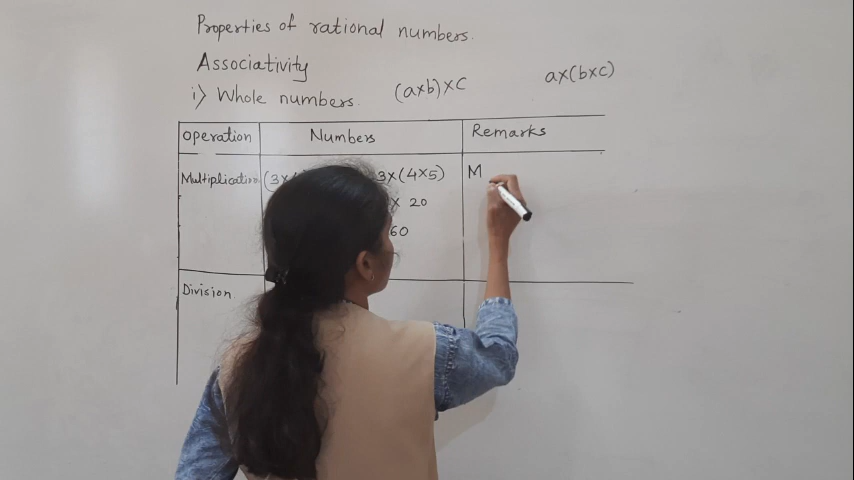 Properties of rational numbers.
Associativity
i) Whole numbers. (a×b)×c a×(b×c)
Operation Numbers Remarks
Multiplication 3×(4×5) M
× 20
60
Division